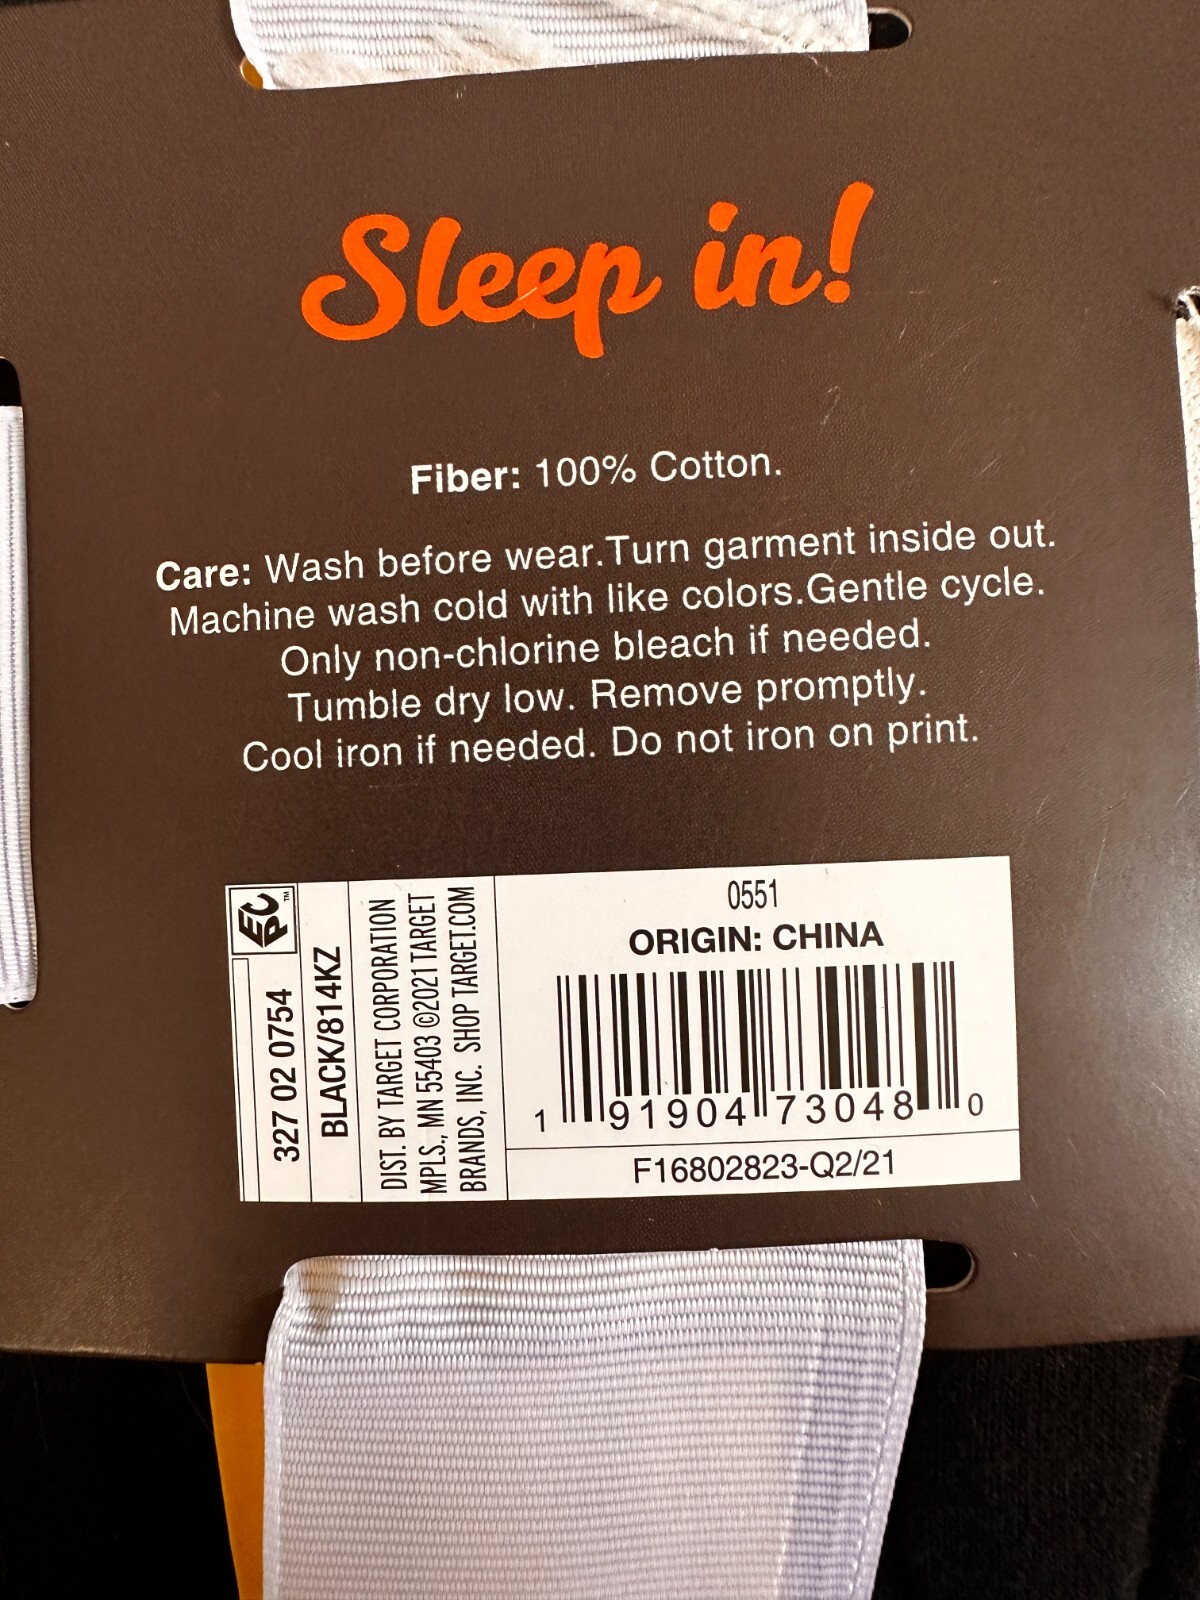 Sleep in!
Fiber: 100% Cotton.
Care: Wash before wear.Turn garment inside out.
Machine wash cold with like colors.Gentle cycle.
Only non-chlorine bleach if needed.
Tumble dry low. Remove promptly.
Cool iron if needed. Do not iron on print.
EPC™
327 02 0754
BLACK/814KZ
DIST. BY TARGET CORPORATION
MPLS., MN 55403 ©2021 TARGET
BRANDS, INC. SHOP TARGET.COM
0551
ORIGIN: CHINA
1 91904 73048 0
F16802823-Q2/21